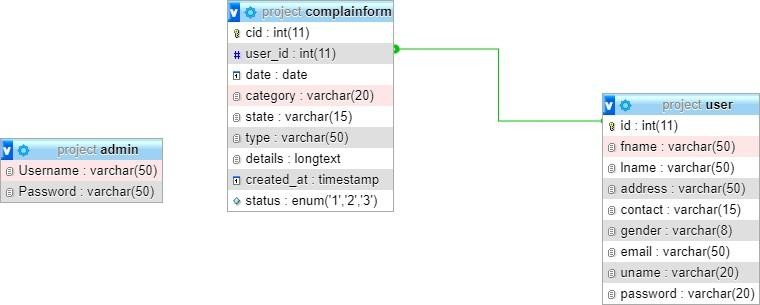 project complainform
cid : int(11)
user_id : int(11)
date : date
category : varchar(20)
state : varchar(15)
type : varchar(50)
details : longtext
created_at : timestamp
status : enum('1','2','3')
project admin
Username : varchar(50)
Password : varchar(50)
project user
id : int(11)
fname : varchar(50)
lname : varchar(50)
address : varchar(50)
contact : varchar(15)
gender : varchar(8)
email : varchar(50)
uname : varchar(20)
password : varchar(20)